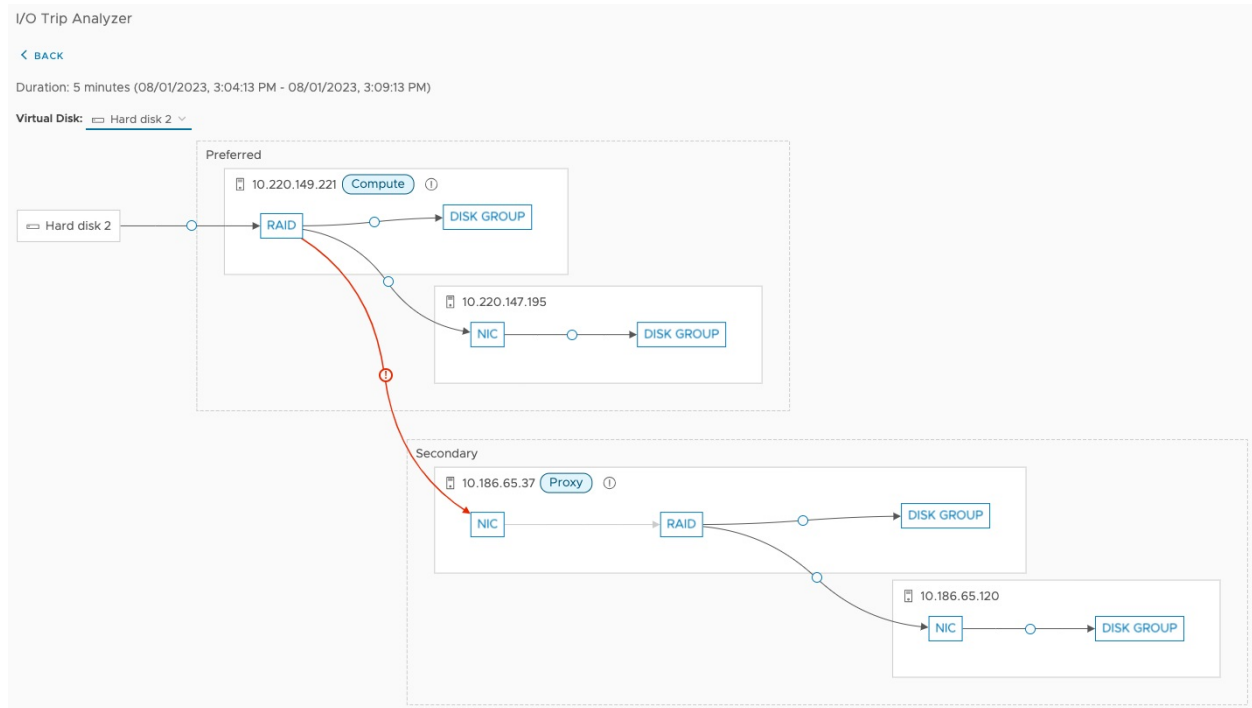 I/O Trip Analyzer
BACK
Duration: 5 minutes (08/01/2023, 3:04:13 PM - 08/01/2023, 3:09:13 PM)
Virtual Disk: Hard disk 2
Preferred
10.220.149.221 Compute
Hard disk 2
RAID
DISK GROUP
10.220.147.195
NIC
DISK GROUP
Secondary
10.186.65.37 Proxy
NIC
RAID
DISK GROUP
10.186.65.120
NIC
DISK GROUP